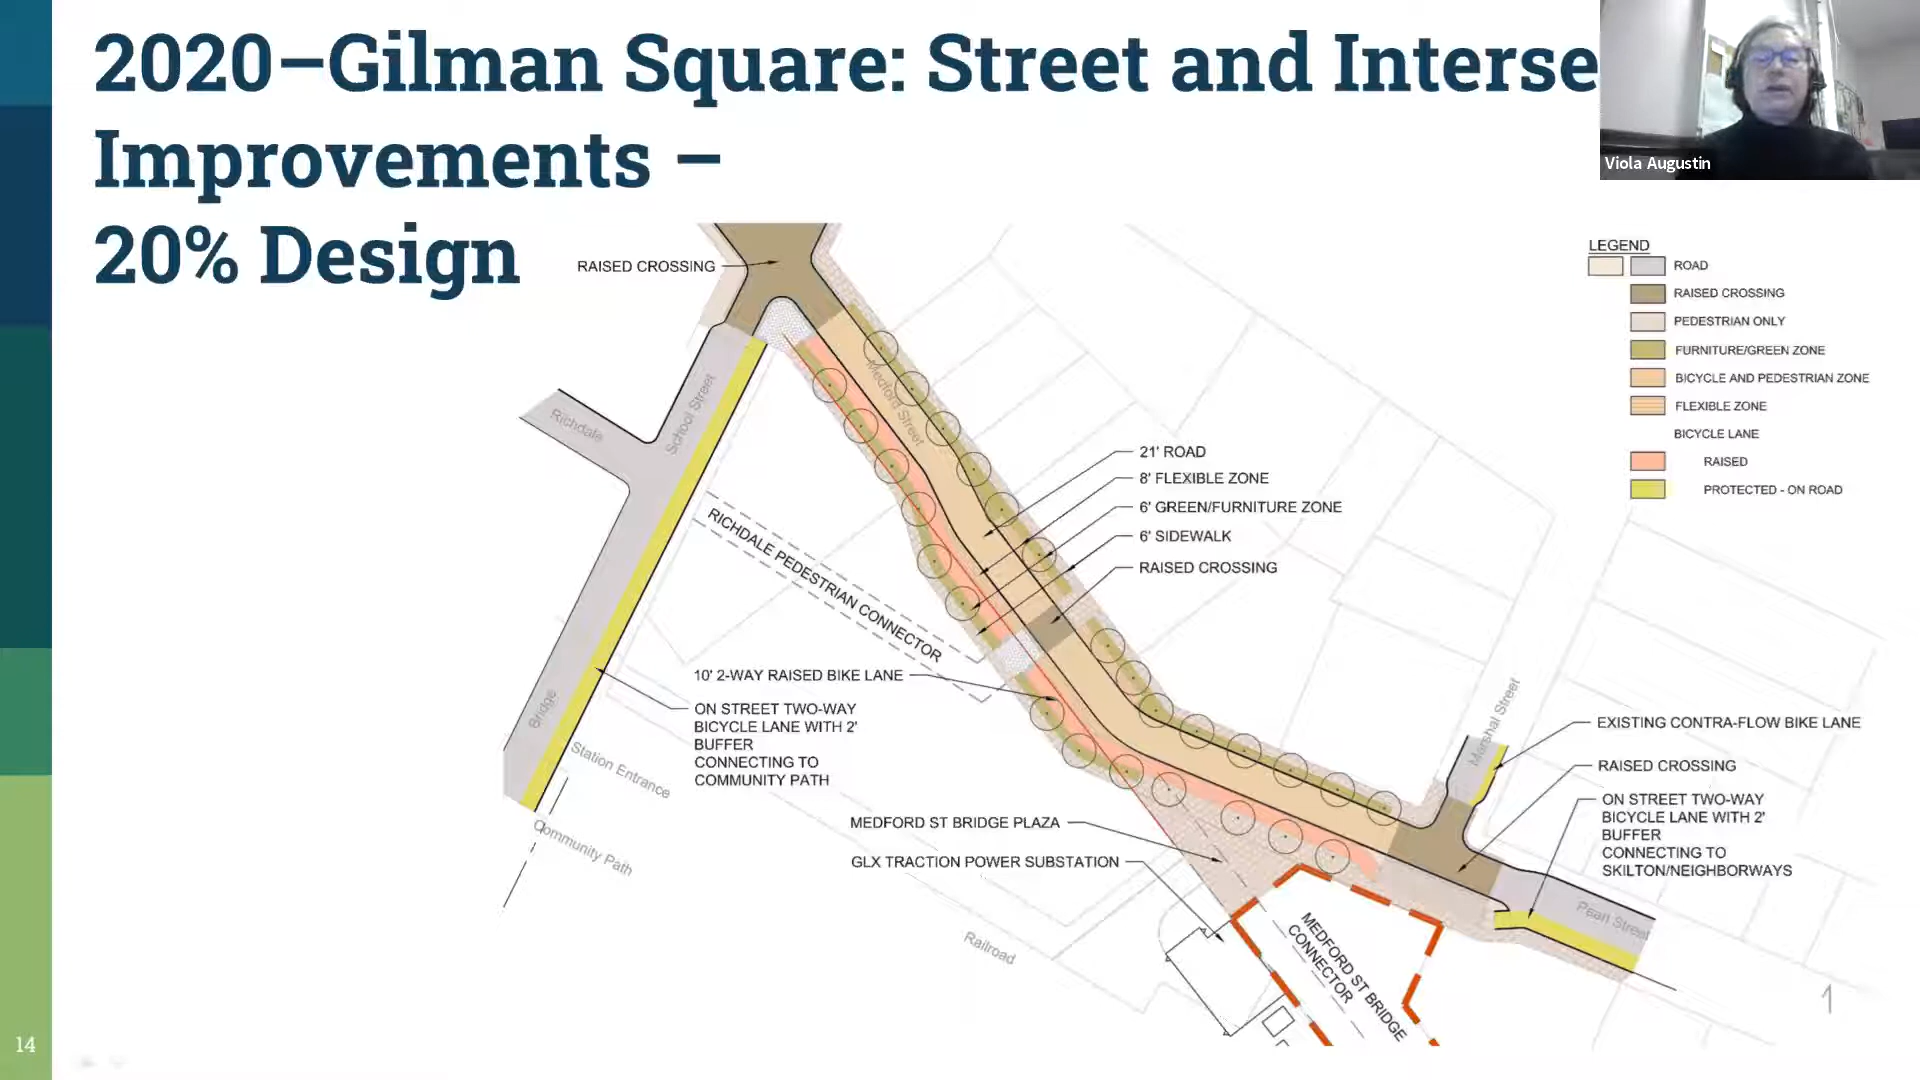 2020–Gilman Square: Street and Interse
Improvements –
20% Design
Viola Augustin
RAISED CROSSING
LEGEND
ROAD
RAISED CROSSING
PEDESTRIAN ONLY
FURNITURE/GREEN ZONE
BICYCLE AND PEDESTRIAN ZONE
FLEXIBLE ZONE
BICYCLE LANE
RAISED
PROTECTED - ON ROAD
Richdale
School Street
Medford Street
21' ROAD
8' FLEXIBLE ZONE
6' GREEN/FURNITURE ZONE
6' SIDEWALK
RAISED CROSSING
RICHDALE PEDESTRIAN CONNECTOR
10' 2-WAY RAISED BIKE LANE
ON STREET TWO-WAY
BICYCLE LANE WITH 2'
BUFFER
CONNECTING TO
COMMUNITY PATH
Bridge
Station Entrance
Community Path
MEDFORD ST BRIDGE PLAZA
GLX TRACTION POWER SUBSTATION
Railroad
MEDFORD ST BRIDGE
CONNECTOR
Marshal Street
EXISTING CONTRA-FLOW BIKE LANE
RAISED CROSSING
ON STREET TWO-WAY
BICYCLE LANE WITH 2'
BUFFER
CONNECTING TO
SKILTON/NEIGHBORWAYS
Pearl Street
14